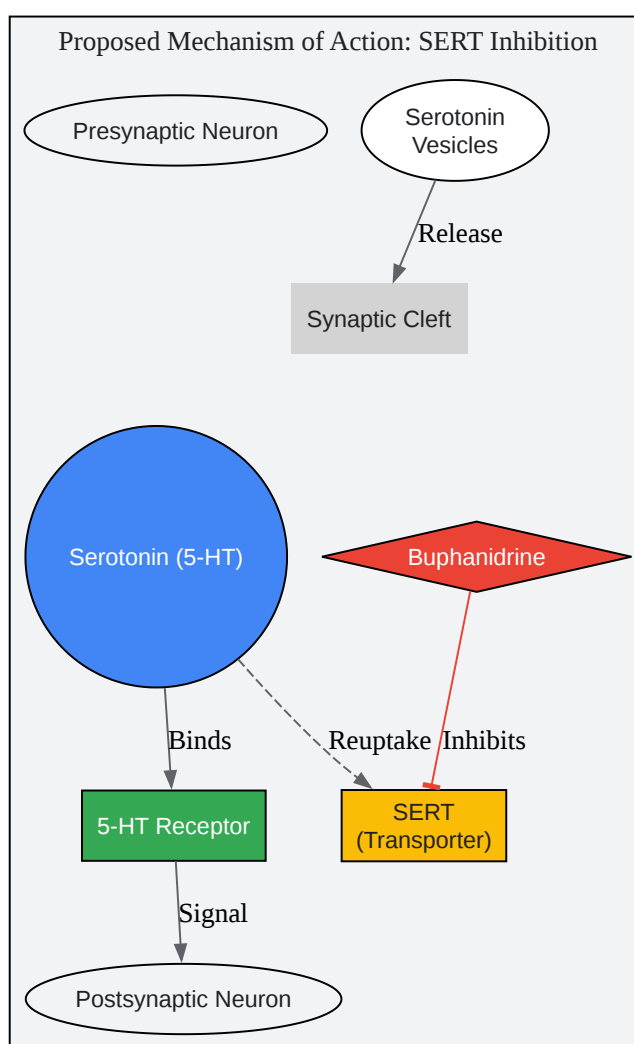 Proposed Mechanism of Action: SERT Inhibition
Presynaptic Neuron
Serotonin
Vesicles
Release
Synaptic Cleft
Serotonin (5-HT)
Buphanidrine
Binds
Reuptake
Inhibits
5-HT Receptor
SERT
(Transporter)
Signal
Postsynaptic Neuron